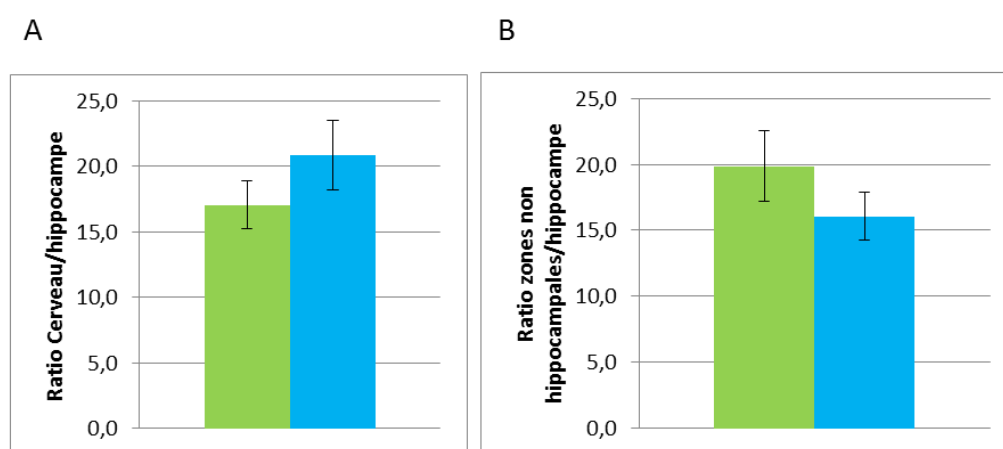 A
25,0
20,0
15,0
10,0
5,0
0,0
Ratio Cerveau/hippocampe
B
25,0
20,0
15,0
10,0
5,0
0,0
Ratio zones non
hippocampales/hippocampe